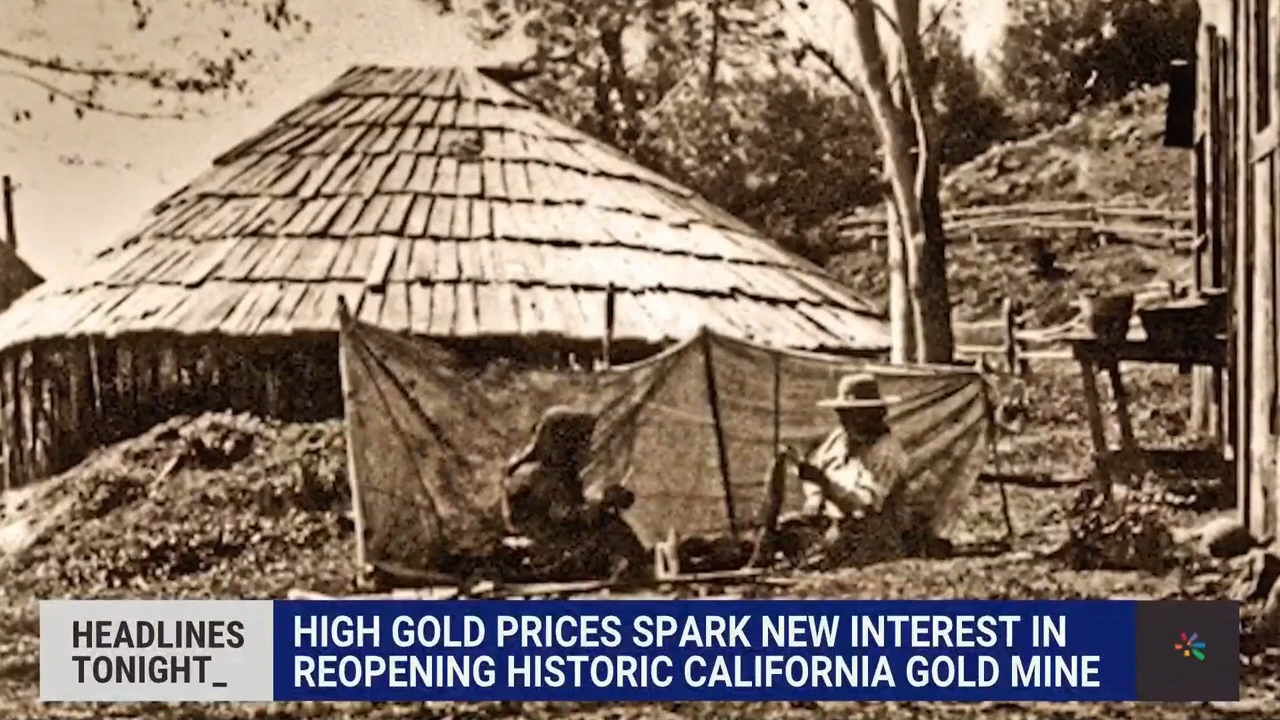 HEADLINES
TONIGHT_
HIGH GOLD PRICES SPARK NEW INTEREST IN
REOPENING HISTORIC CALIFORNIA GOLD MINE